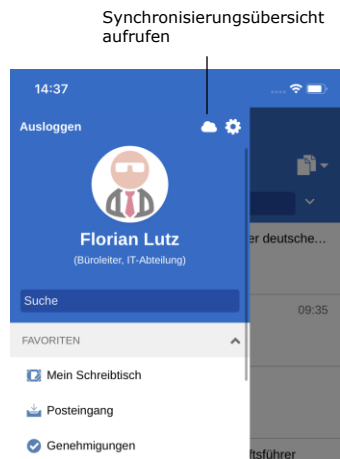 Synchronisierungsübersicht
aufrufen
14:37
Ausloggen
Florian Lutz
(Büroleiter, IT-Abteilung)
er deutsche...
Suche
09:35
FAVORITEN
Mein Schreibtisch
Posteingang
Genehmigungen
ftsführer